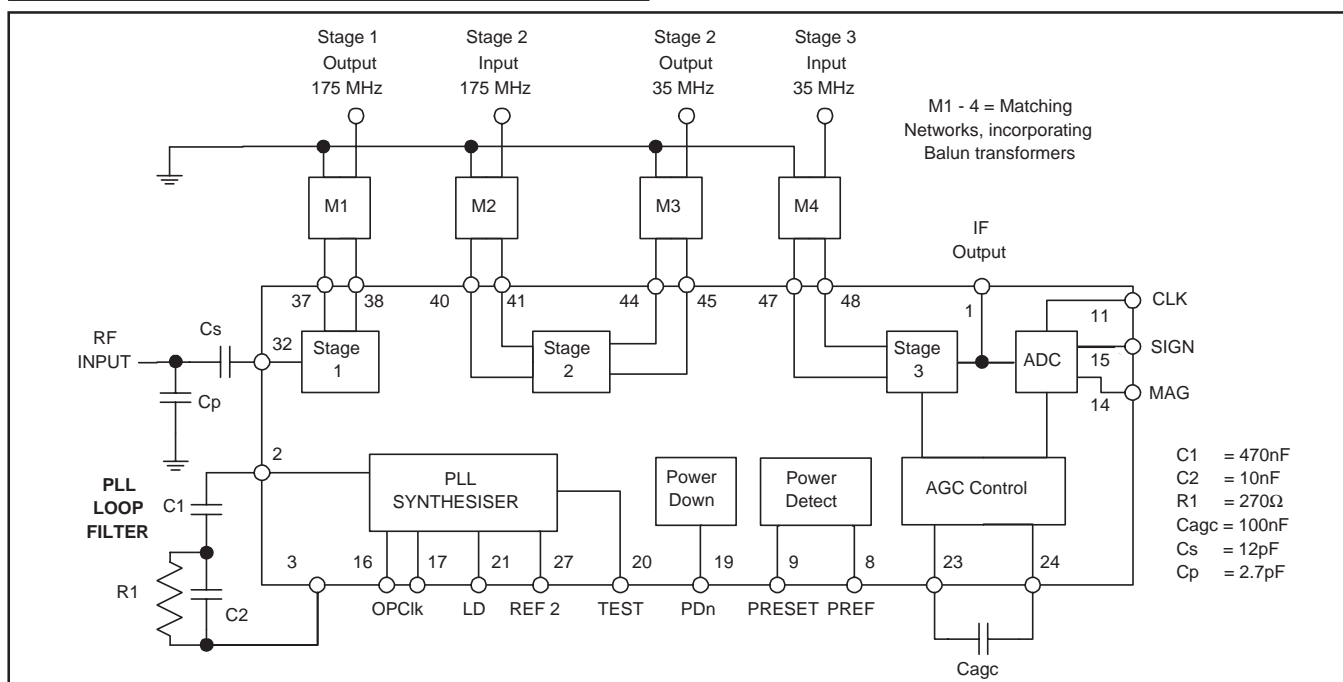 Stage 1
Output
175 MHz
Stage 2
Input
175 MHz
Stage 2
Output
35 MHz
Stage 3
Input
35 MHz
M1 - 4 = Matching
Networks, incorporating
Balun transformers
M1
M2
M3
M4
IF
Output
37
38
40
41
44
45
47
48
1
11
CLK
RF
INPUT
Cs
32
Stage
1
Stage
2
Stage
3
ADC
15
SIGN
14
MAG
Cp
2
PLL
SYNTHESISER
Power
Down
Power
Detect
AGC Control
PLL
LOOP
FILTER
C1
C1 = 470nF
C2 = 10nF
R1 = 270Ω
Cagc = 100nF
Cs = 12pF
Cp = 2.7pF
3
16
17
21
27
20
19
9
8
23
24
R1
C2
OPClk
LD
REF 2
TEST
PDn
PRESET
PREF
Cagc